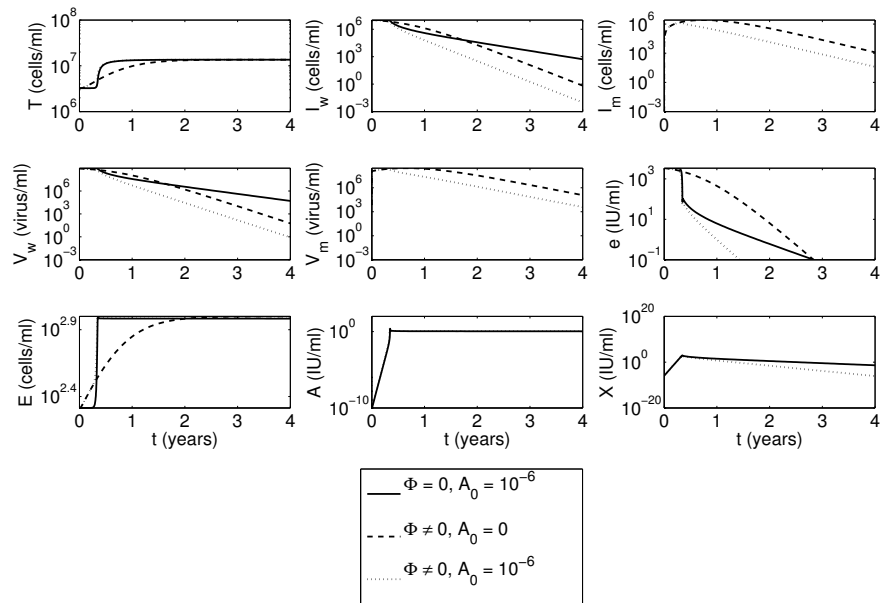 10^8
10^7
10^6
T (cells/ml)
0 1 2 3 4
10^6
10^3
10^0
10^−3
I_w (cells/ml)
0 1 2 3 4
10^6
10^3
10^0
10^−3
I_m (cells/ml)
0 1 2 3 4
10^6
10^3
10^0
10^−3
V_w (virus/ml)
0 1 2 3 4
10^6
10^3
10^0
10^−3
V_m (virus/ml)
0 1 2 3 4
10^3
10^1
10^−1
e (IU/ml)
0 1 2 3 4
10^2.9
10^2.4
E (cells/ml)
0 1 2 3 4
t (years)
10^0
10^−10
A (IU/ml)
0 1 2 3 4
t (years)
10^20
10^0
10^−20
X (IU/ml)
0 1 2 3 4
t (years)
Φ = 0, A_0 = 10^−6
Φ ≠ 0, A_0 = 0
Φ ≠ 0, A_0 = 10^−6